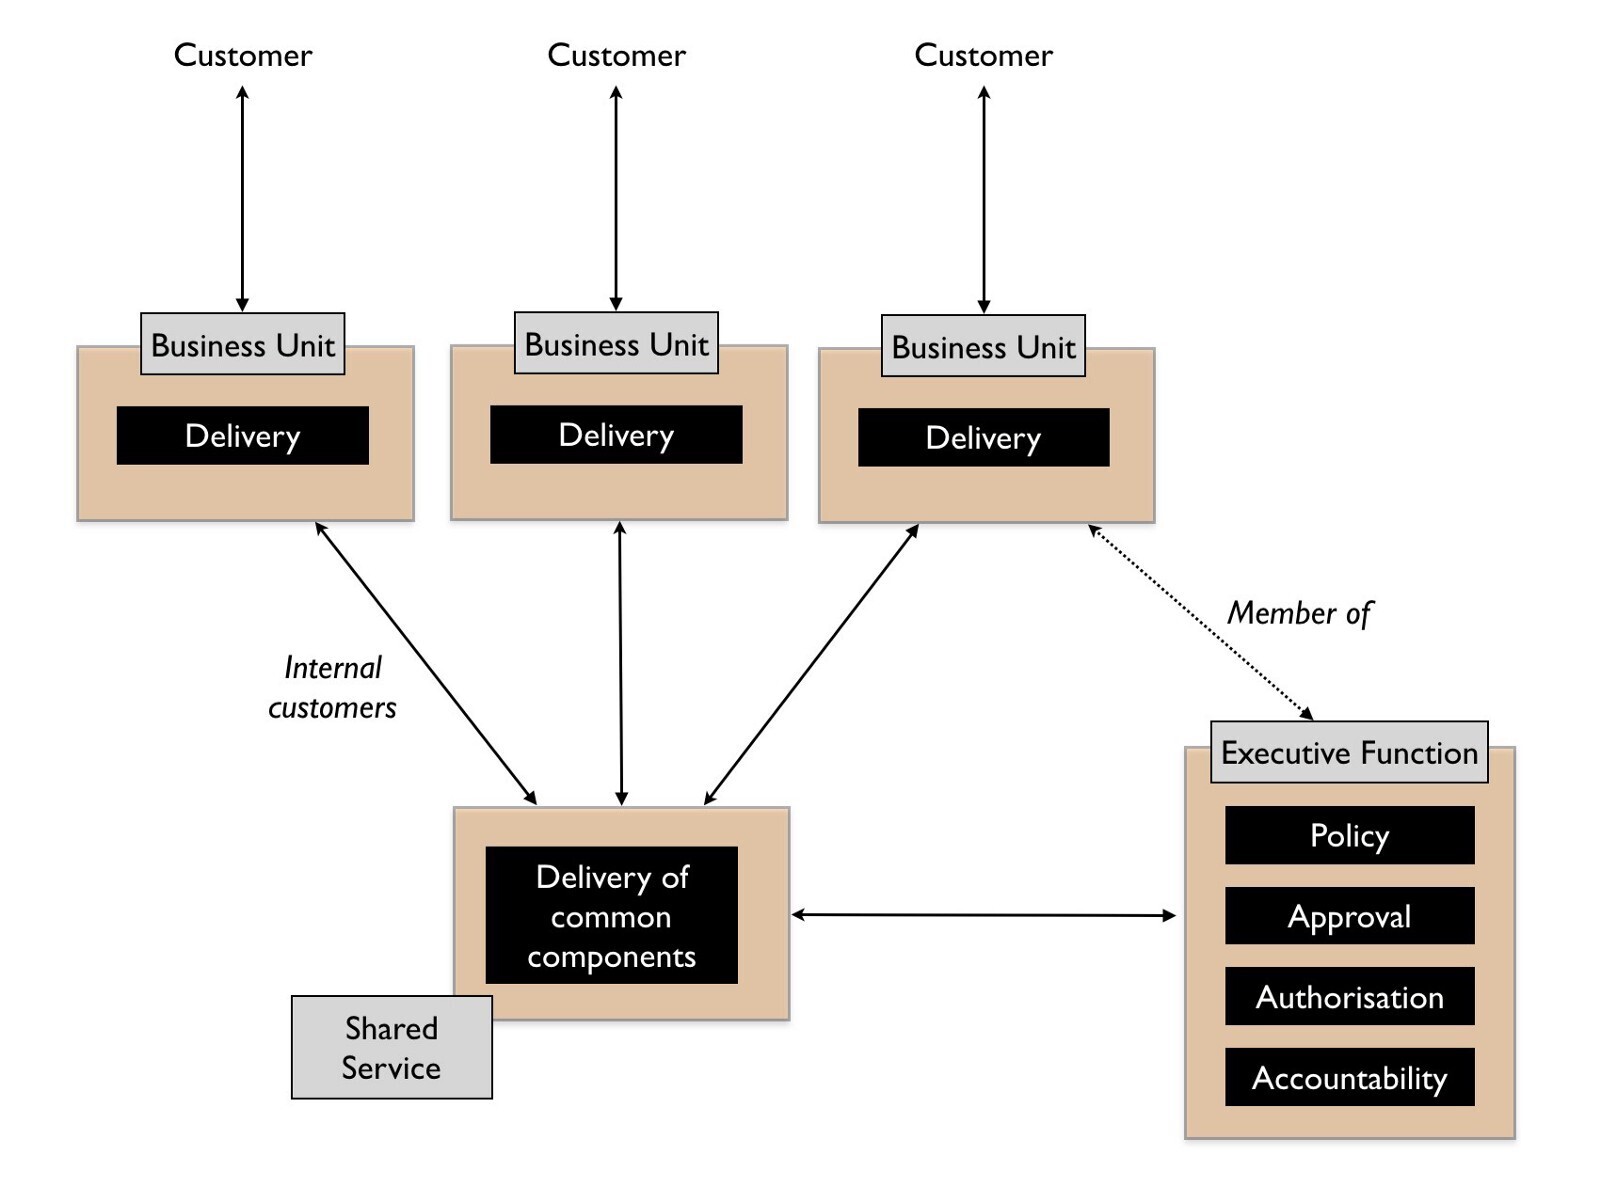 Customer
Customer
Customer
Business Unit
Business Unit
Business Unit
Delivery
Delivery
Delivery
Member of
Internal
customers
Executive Function
Policy
Delivery of
common
components
Approval
Authorisation
Shared
Service
Accountability